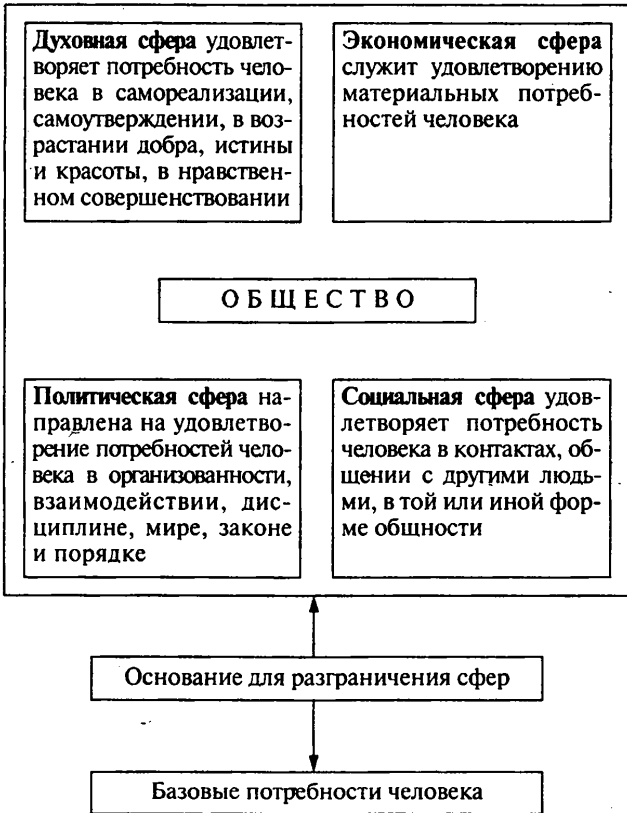 Духовная сфера удовлет-
воряет потребность чело-
века в самореализации,
самоутверждении, в воз-
растании добра, истины
и красоты, в нравствен-
ном совершенствовании
Экономическая сфера
служит удовлетворению
материальных потреб-
ностей человека
ОБЩЕСТВО
Политическая сфера на-
правлена на удовлетво-
рение потребностей чело-
века в организованности,
взаимодействии, дис-
циплине, мире, законе
и порядке
Социальная сфера удов-
летворяет потребность
человека в контактах, об-
щении с другими людь-
ми, в той или иной фор-
ме общности
Основание для разграничения сфер
Базовые потребности человека